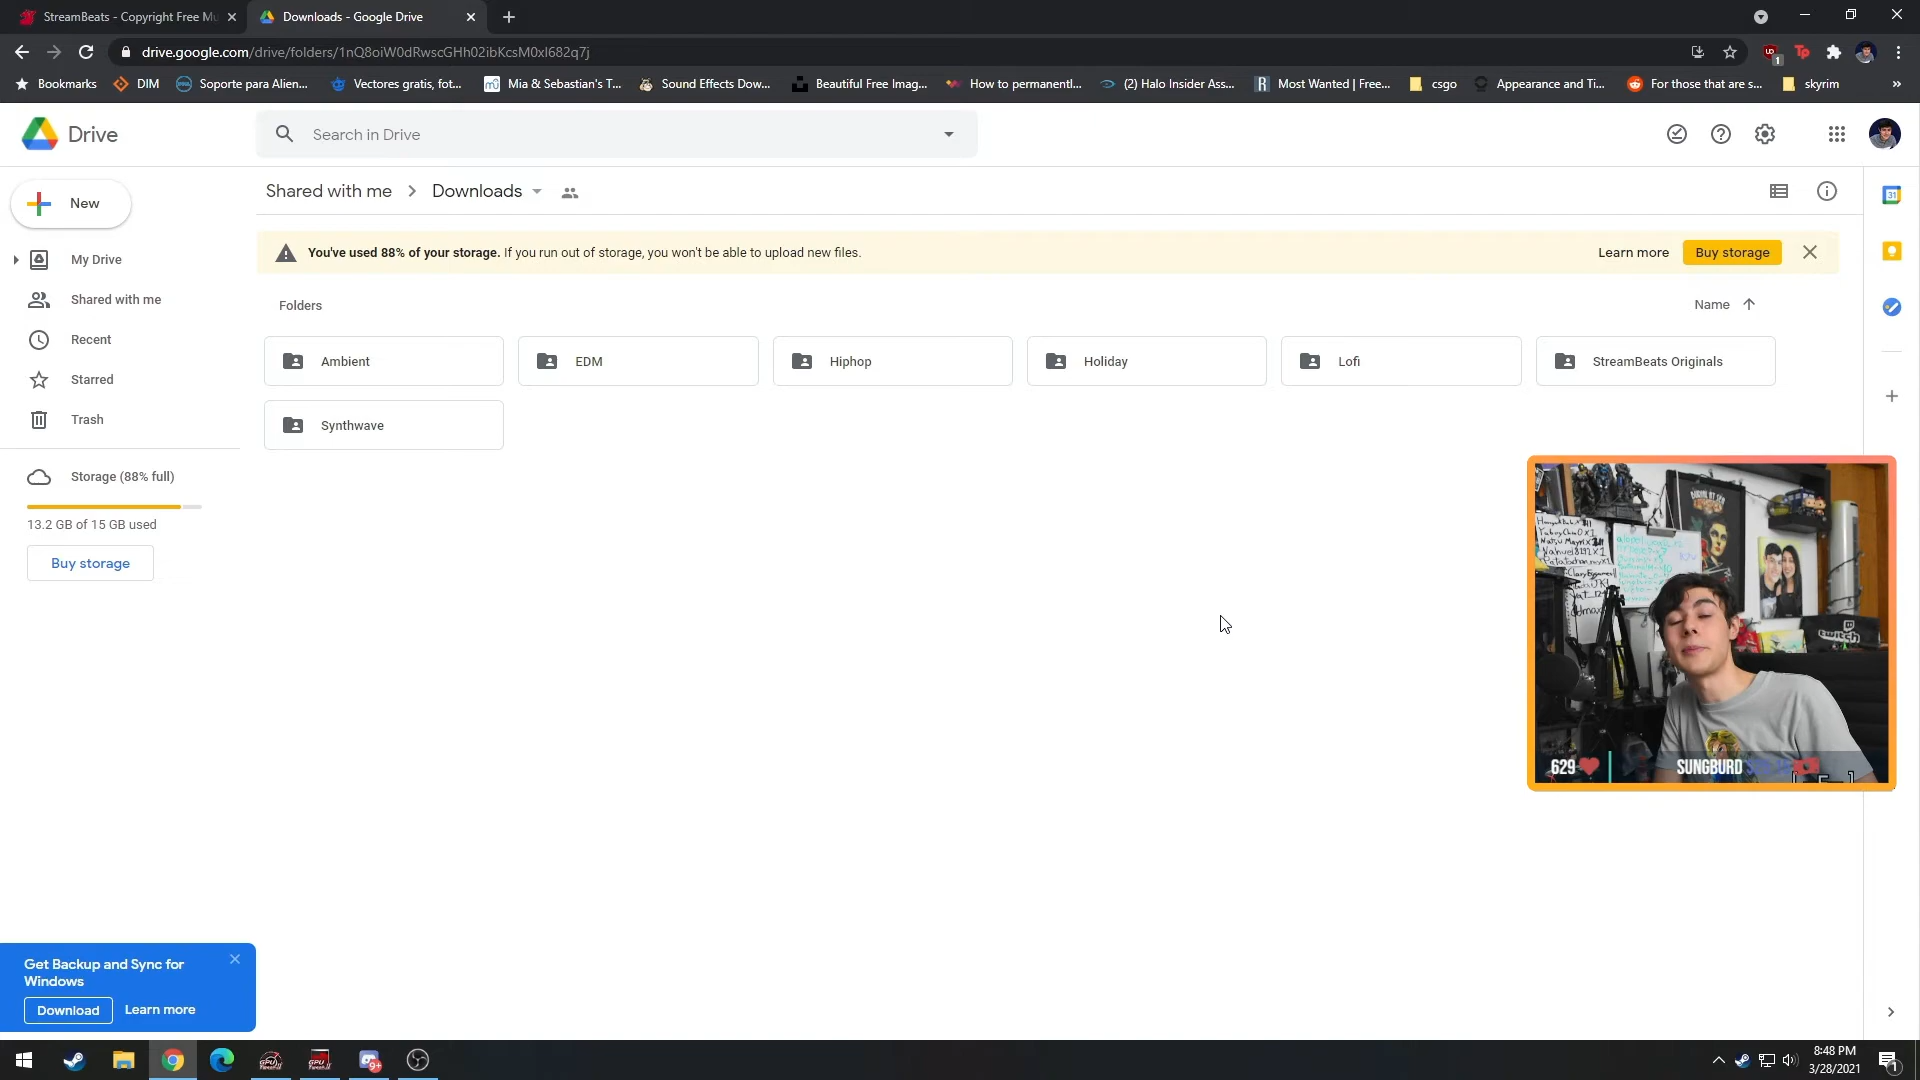 StreamBeats - Copyright Free Mu
Downloads - Google Drive
drive.google.com/drive/folders/1nQ8oiW0dRwscGHh02ibKcsM0xl682q7j
Bookmarks
DIM
Soporte para Alien...
Vectores gratis, fot...
Mia & Sebastian's T...
Sound Effects Dow...
Beautiful Free Imag...
How to permanentl...
(2) Halo Insider Ass...
Most Wanted | Free...
csgo
Appearance and Ti...
For those that are s...
skyrim
Drive
Search in Drive
New
Shared with me > Downloads
31
You've used 88% of your storage. If you run out of storage, you won't be able to upload new files.
Learn more
Buy storage
My Drive
Shared with me
Recent
Starred
Trash
Storage (88% full)
13.2 GB of 15 GB used
Buy storage
Folders
Name
Ambient
EDM
Hiphop
Holiday
Lofi
StreamBeats Originals
Synthwave
twitch
629
SUNGBURD
Get Backup and Sync for
Windows
Download
Learn more
9+
8:48 PM
3/28/2021
1